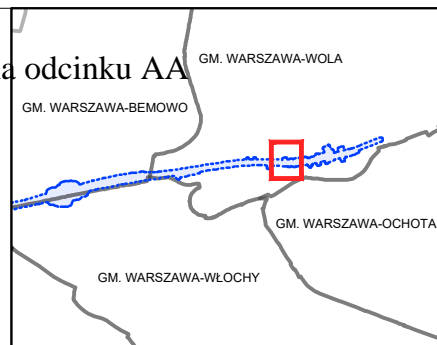 a odcinku AA
GM. WARSZAWA-WOLA
GM. WARSZAWA-BEMOWO
GM. WARSZAWA-OCHOTA
GM. WARSZAWA-WŁOCHY